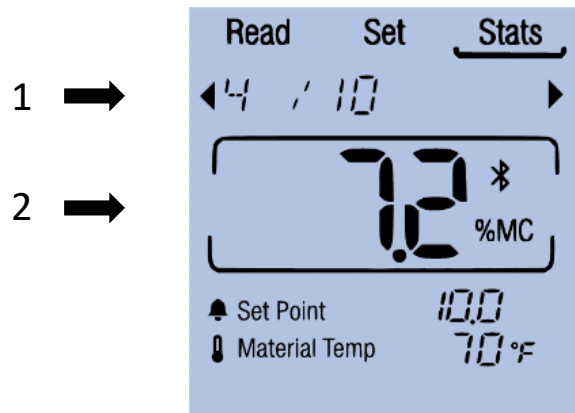 Read Set Stats
1 4 / 10
2 7.2 %MC
Set Point 10.0
Material Temp 70 °F